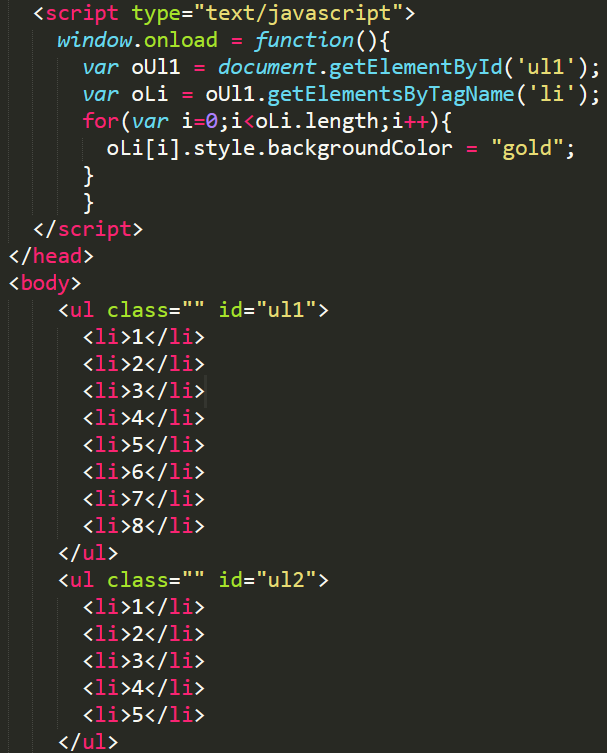 <script type="text/javascript">
window.onload = function(){
var oUl1 = document.getElementById('ul1');
var oLi = oUl1.getElementsByTagName('li');
for(var i=0;i<oLi.length;i++){
oLi[i].style.backgroundColor = "gold";
}
}
</script>
</head>
<body>
<ul class="" id="ul1">
<li>1</li>
<li>2</li>
<li>3</li>
<li>4</li>
<li>5</li>
<li>6</li>
<li>7</li>
<li>8</li>
</ul>
<ul class="" id="ul2">
<li>1</li>
<li>2</li>
<li>3</li>
<li>4</li>
<li>5</li>
</ul>